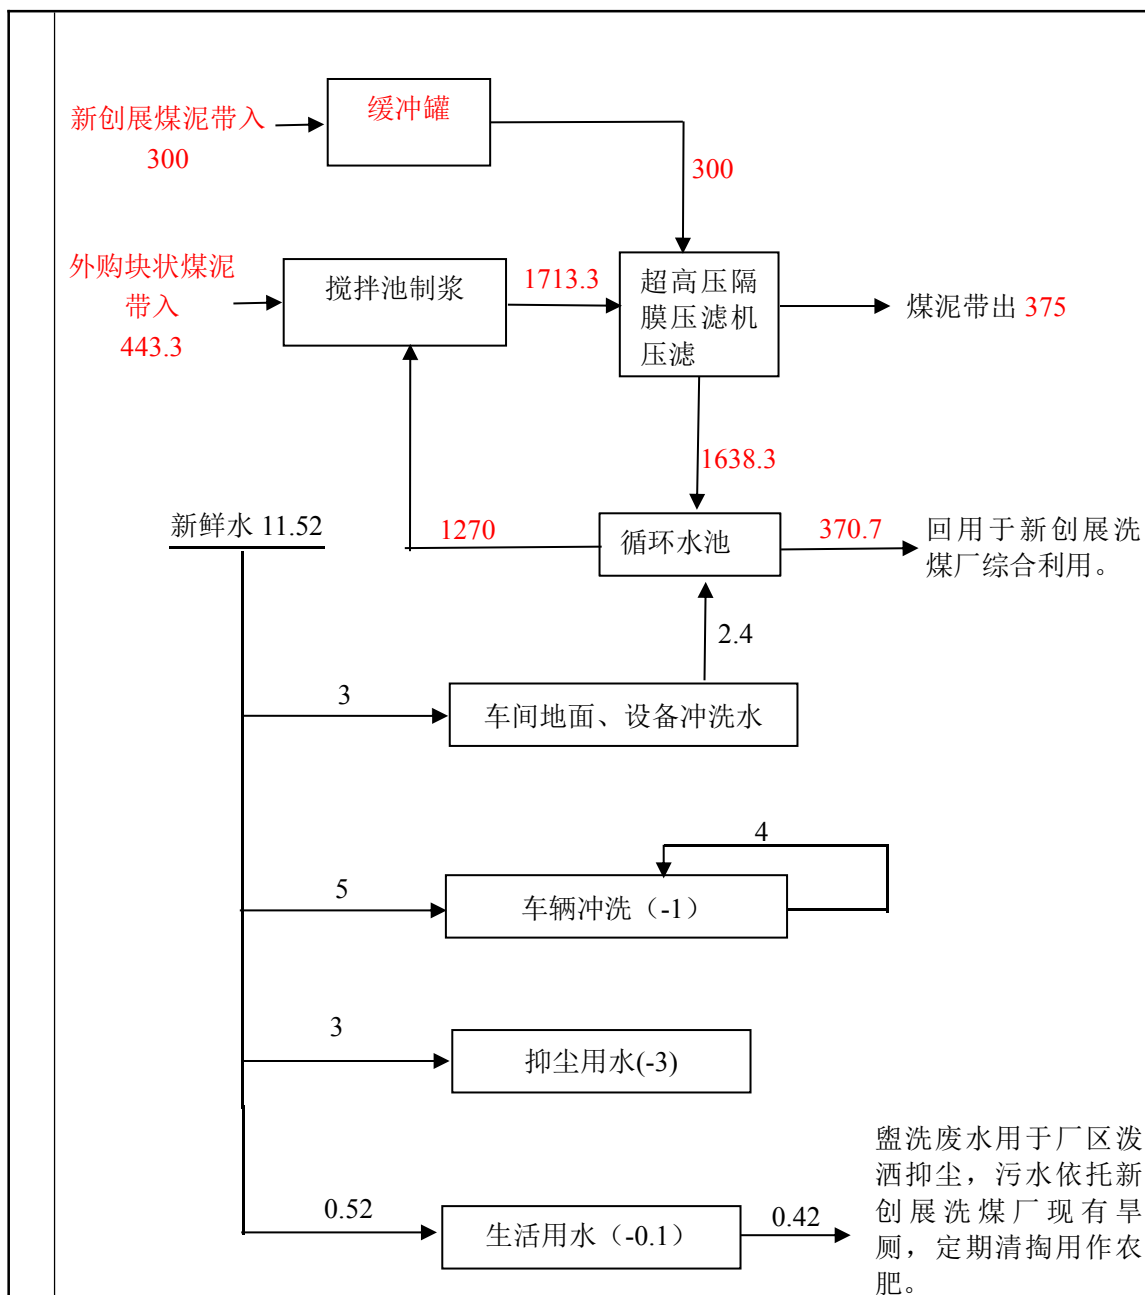 新创展煤泥带入
300
缓冲罐
300
外购块状煤泥
带入
443.3
搅拌池制浆
1713.3
超高压隔
膜压滤机
压滤
煤泥带出 375
1638.3
新鲜水 11.52
1270
循环水池
370.7
回用于新创展洗
煤厂综合利用。
2.4
3
车间地面、设备冲洗水
4
5
车辆冲洗（-1）
3
抑尘用水(-3)
0.52
生活用水（-0.1）
0.42
盥洗废水用于厂区泼
洒抑尘，污水依托新
创展洗煤厂现有旱
厕，定期清掏用作农
肥。